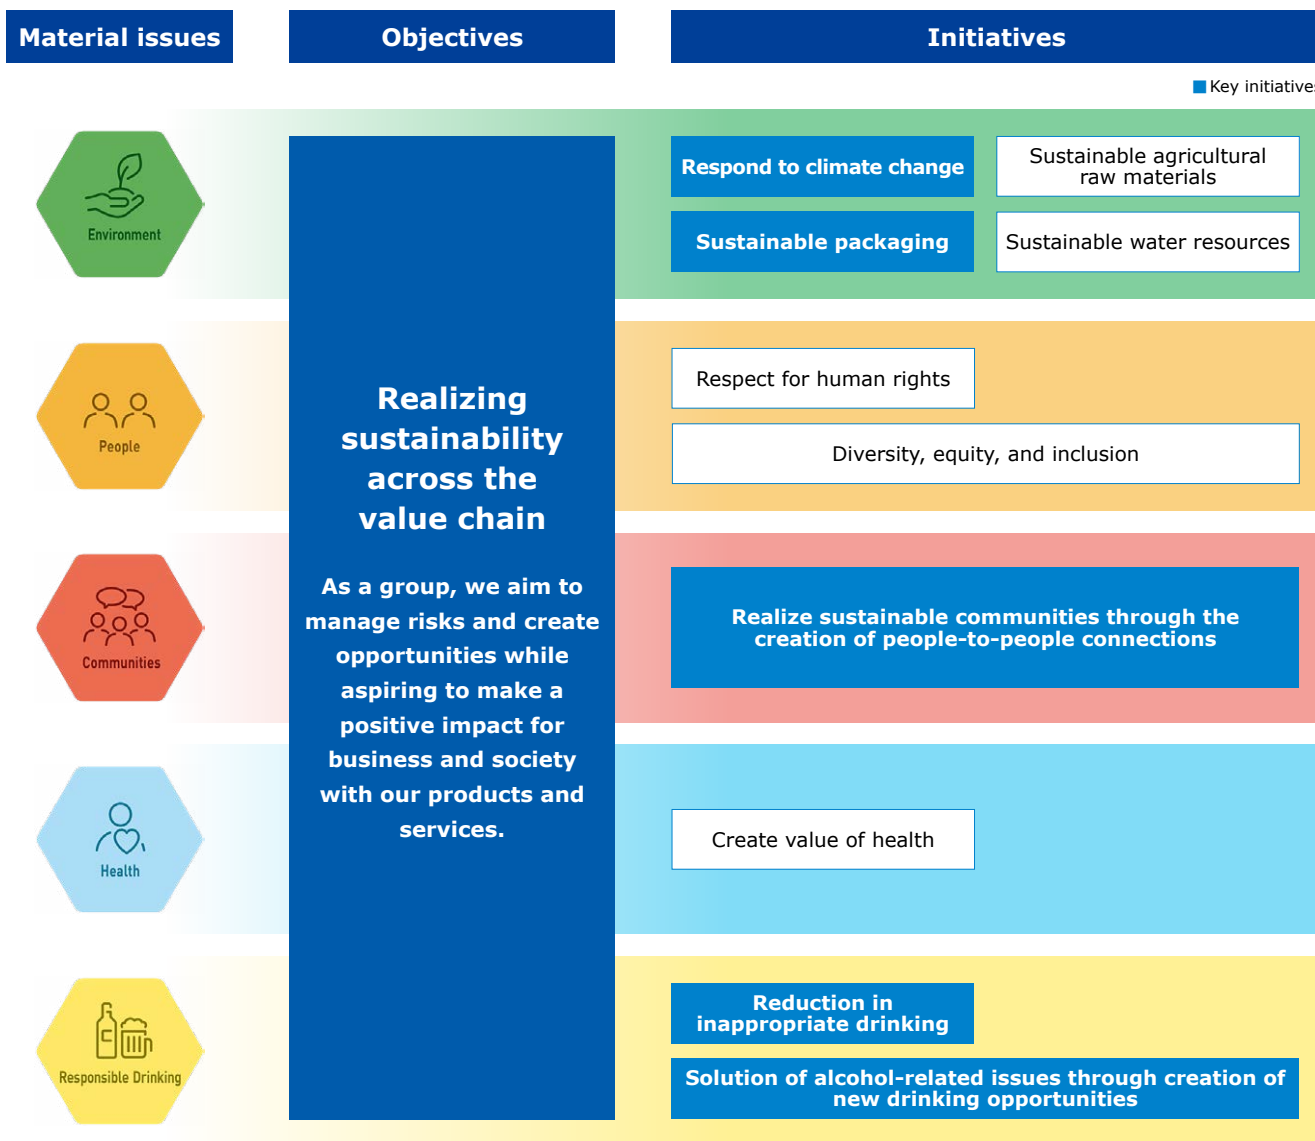 Material issues
Objectives
Initiatives
Key initiatives
Environment
Respond to climate change
Sustainable agricultural
raw materials
Sustainable packaging
Sustainable water resources
People
Respect for human rights
Diversity, equity, and inclusion
Realizing
sustainability
across the
value chain
As a group, we aim to
manage risks and create
opportunities while
aspiring to make a
positive impact for
business and society
with our products and
services.
Communities
Realize sustainable communities through the
creation of people-to-people connections
Health
Create value of health
Responsible Drinking
Reduction in
inappropriate drinking
Solution of alcohol-related issues through creation of
new drinking opportunities